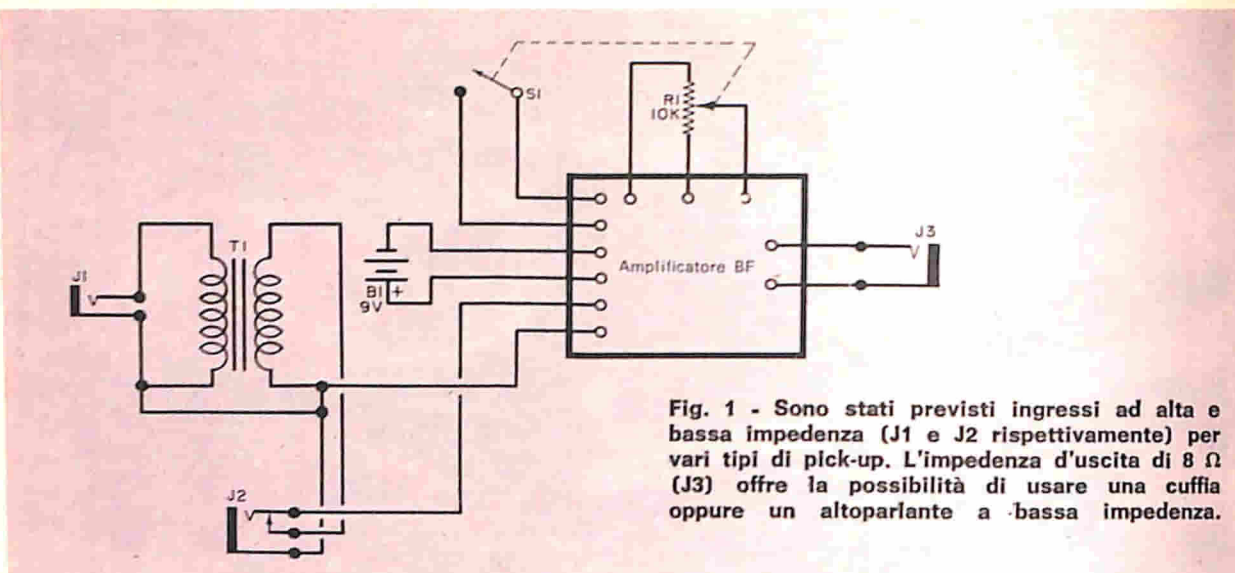 S1
R1
10K
J1
T1
B1 +
9V
Amplificatore BF
J3
J2
Fig. 1 - Sono stati previsti ingressi ad alta e
bassa impedenza (J1 e J2 rispettivamente) per
vari tipi di pick-up. L'impedenza d'uscita di 8 Ω
(J3) offre la possibilità di usare una cuffia
oppure un altoparlante a bassa impedenza.